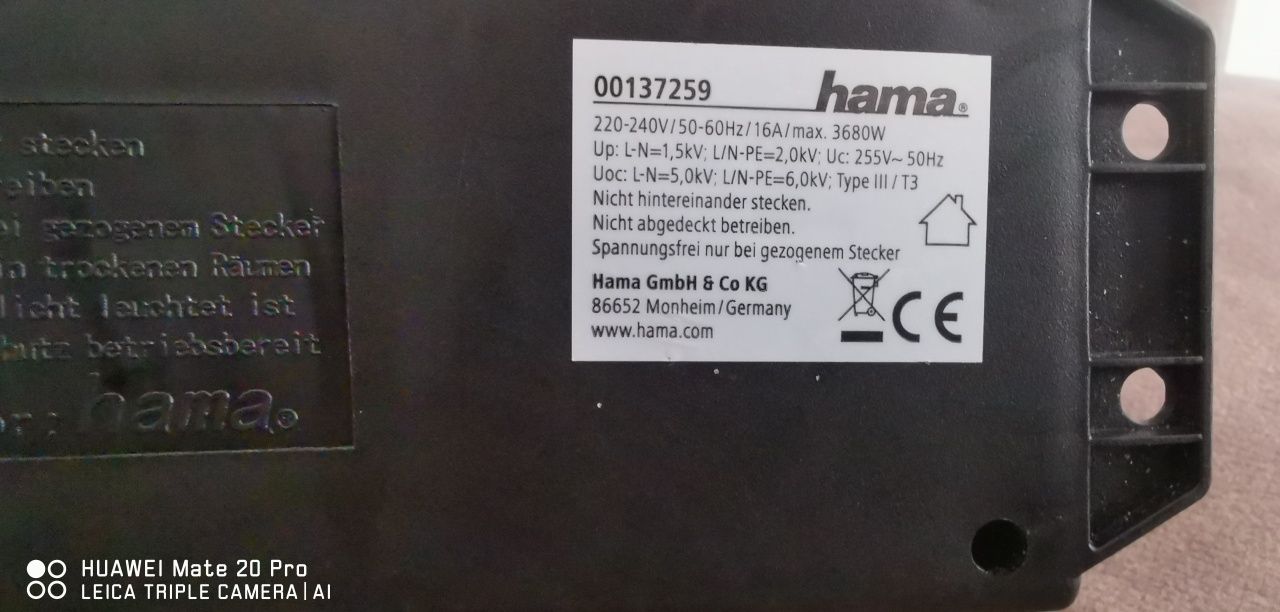 stecken
gezogenem Stecker
in trockenen Räumen
leuchtet ist
betriebsbereit
hama®
00137259
hama®
220-240V/50-60Hz/16A/max. 3680W
Up: L-N=1,5kV; L/N-PE=2,0kV; Uc: 255V~ 50Hz
Uoc: L-N=5,0kV; L/N-PE=6,0kV; Type III / T3
Nicht hintereinander stecken.
Nicht abgedeckt betreiben.
Spannungsfrei nur bei gezogenem Stecker
Hama GmbH & Co KG
86652 Monheim/Germany
www.hama.com
CE
HUAWEI Mate 20 Pro
LEICA TRIPLE CAMERA | AI